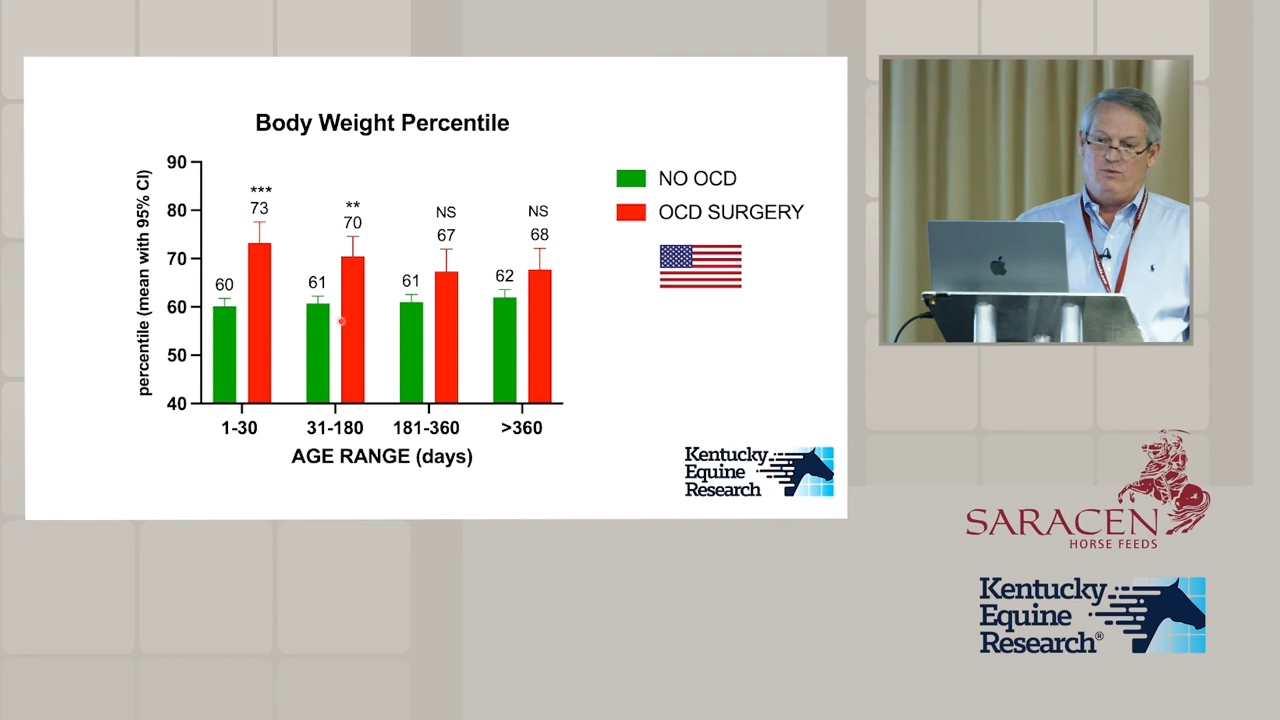 Body Weight Percentile
percentile (mean with 95% CI)
90
80
70
60
50
40
60
***
73
61
**
70
61
NS
67
62
NS
68
1-30
31-180
181-360
>360
AGE RANGE (days)
NO OCD
OCD SURGERY
Kentucky
Equine
Research
SARACEN
HORSE FEEDS
Kentucky
Equine
Research®